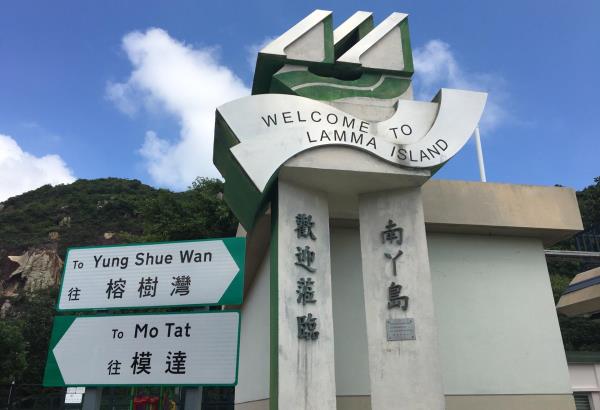 WELCOME TO
LAMMA ISLAND
歡迎蒞臨
南丫島
To Yung Shue Wan
往 榕樹灣
To Mo Tat
往 模達